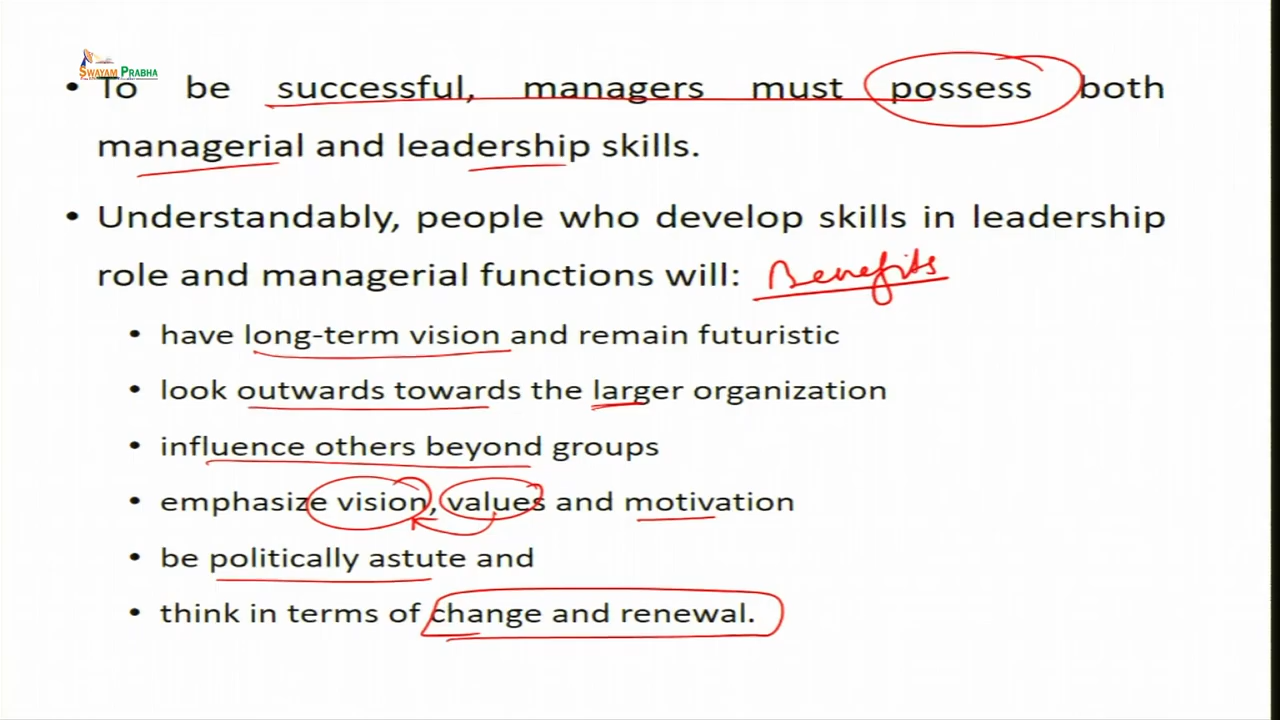 SWAYAM PRABHA
• To be successful, managers must possess both
managerial and leadership skills.
• Understandably, people who develop skills in leadership
role and managerial functions will: Benefits
• have long-term vision and remain futuristic
• look outwards towards the larger organization
• influence others beyond groups
• emphasize vision, values and motivation
• be politically astute and
• think in terms of change and renewal.